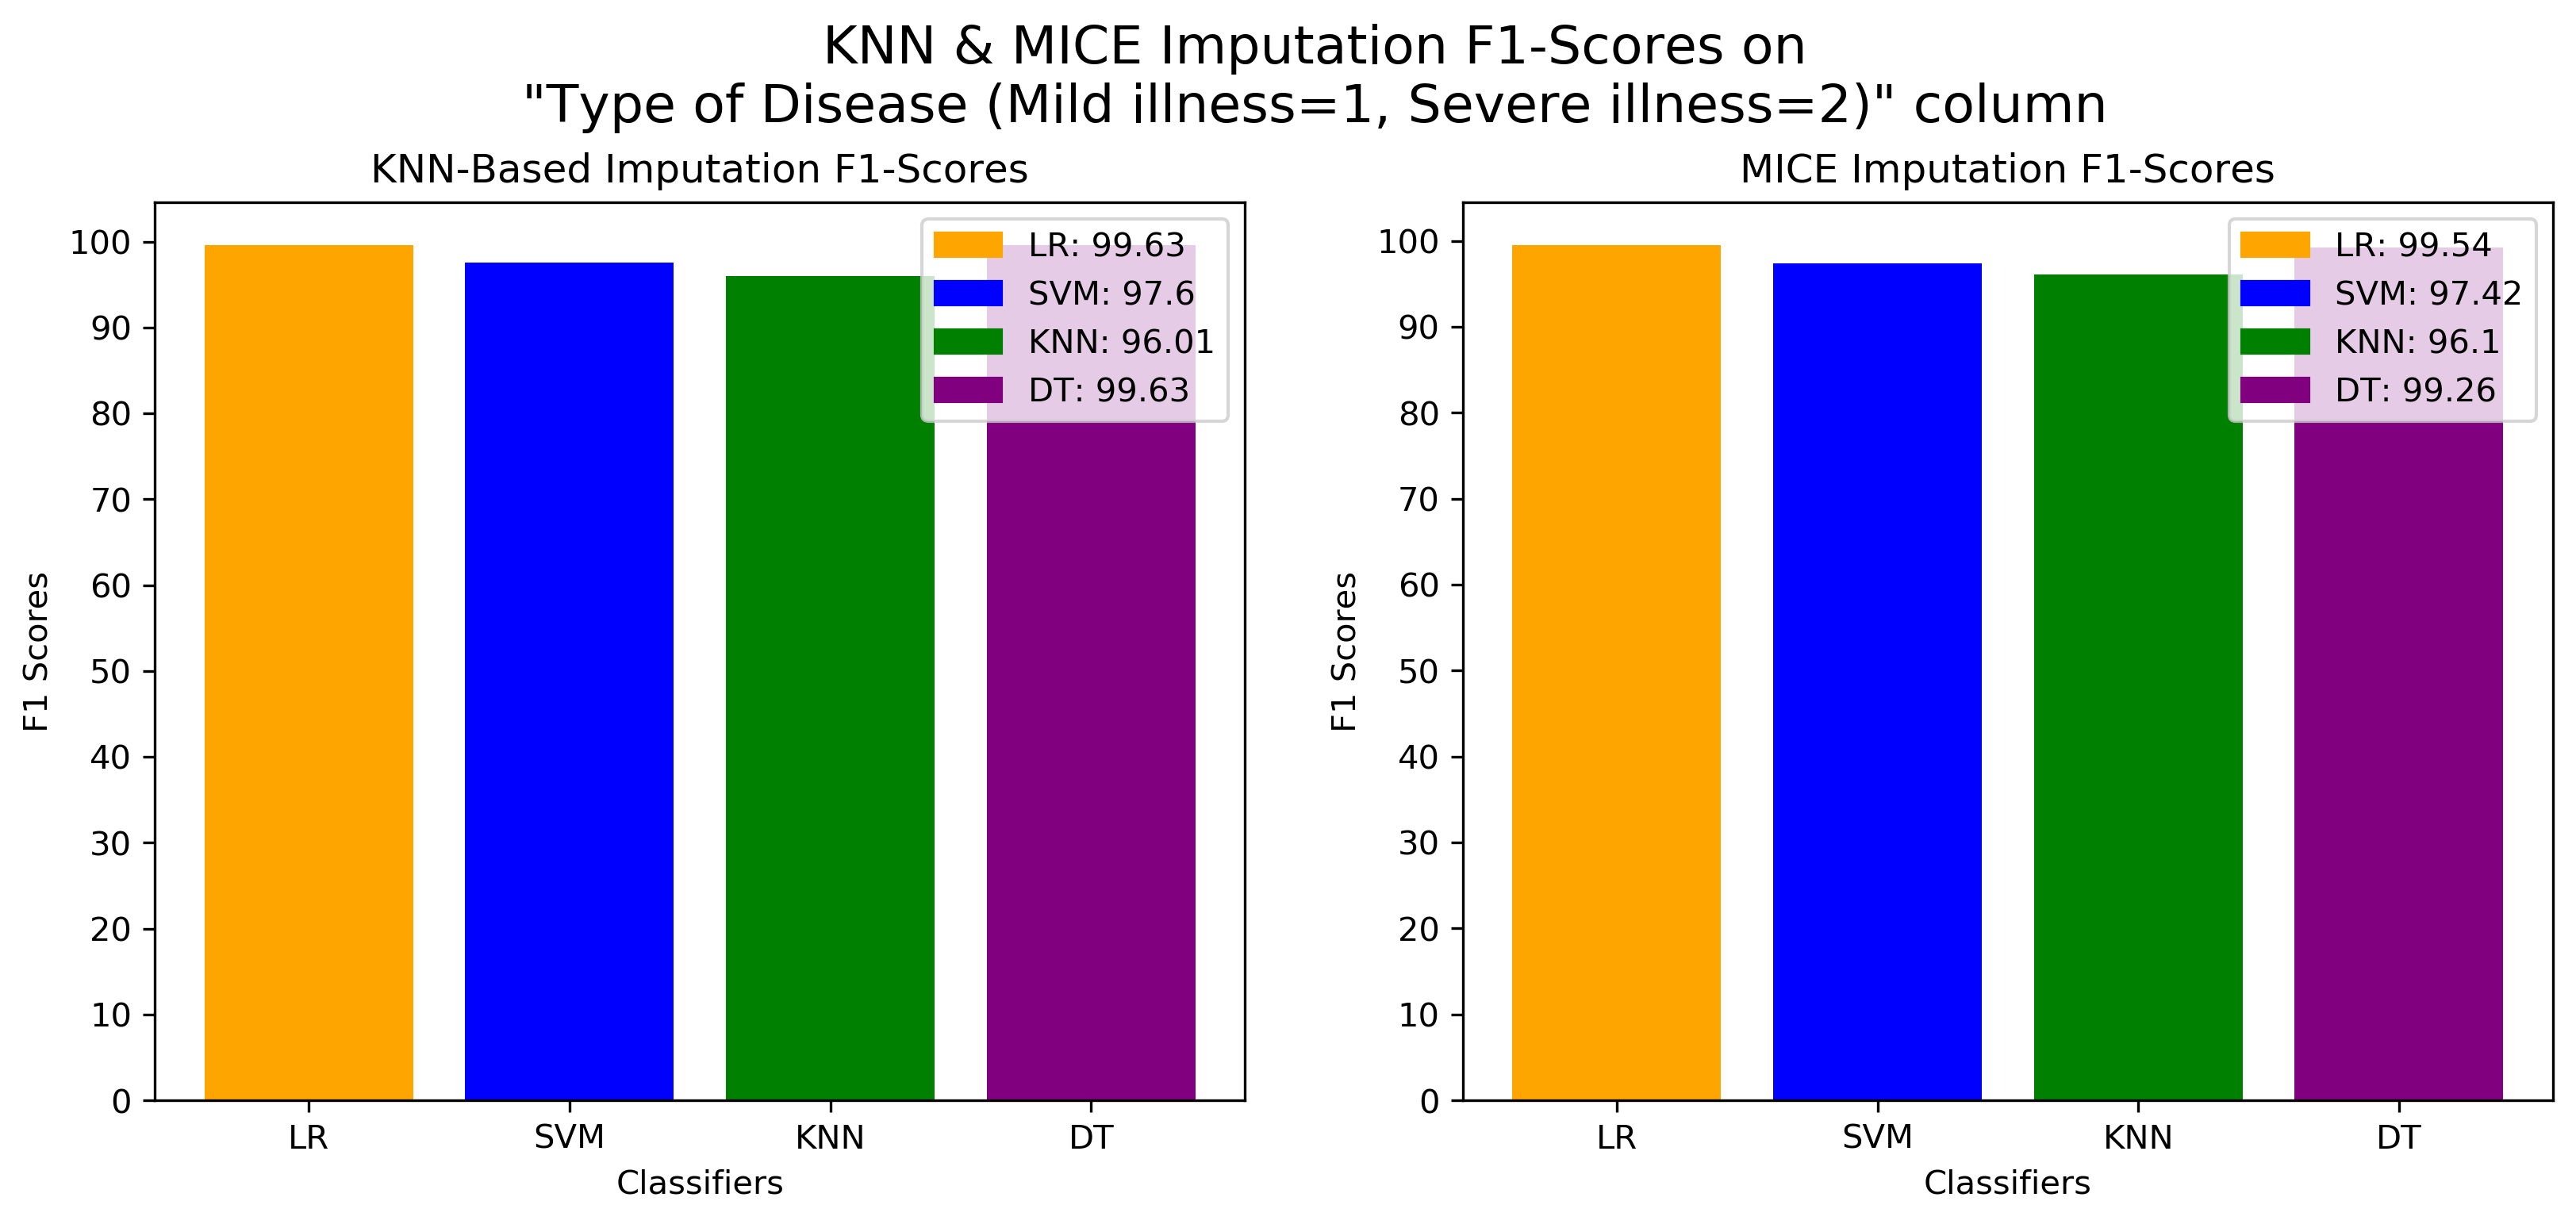 KNN & MICE Imputation F1-Scores on
"Type of Disease (Mild illness=1, Severe illness=2)" column
KNN-Based Imputation F1-Scores
100
90
80
70
60
50
40
30
20
10
0
F1 Scores
LR: 99.63
SVM: 97.6
KNN: 96.01
DT: 99.63
LR SVM KNN DT
Classifiers
MICE Imputation F1-Scores
100
90
80
70
60
50
40
30
20
10
0
F1 Scores
LR: 99.54
SVM: 97.42
KNN: 96.1
DT: 99.26
LR SVM KNN DT
Classifiers